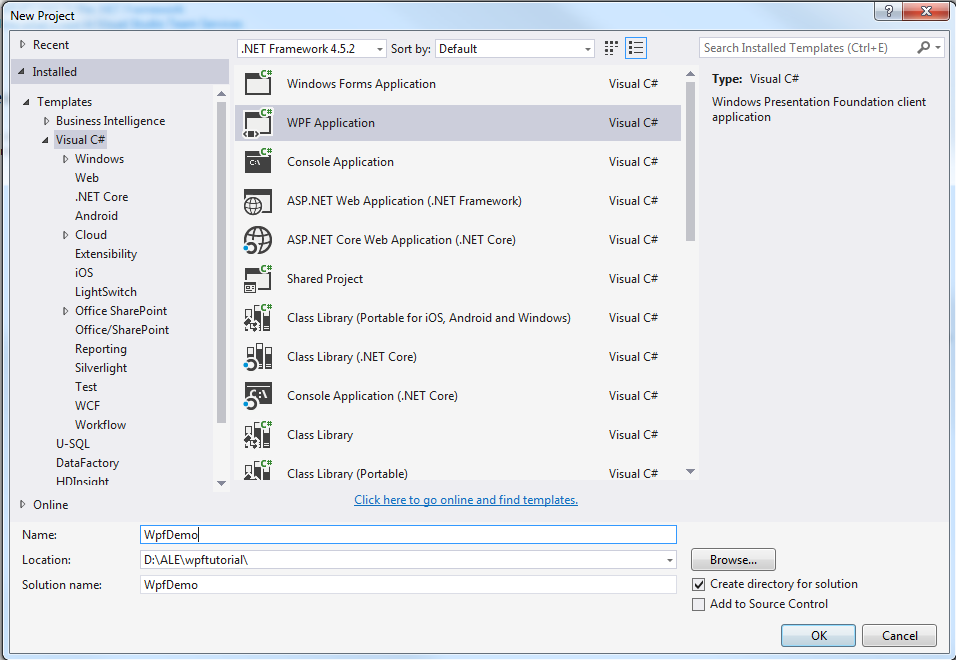 New Project
Recent
Installed
Templates
Business Intelligence
Visual C#
Windows
Web
.NET Core
Android
Cloud
Extensibility
iOS
LightSwitch
Office SharePoint
Office/SharePoint
Reporting
Silverlight
Test
WCF
Workflow
U-SQL
DataFactory
HDInsight
Online
.NET Framework 4.5.2 Sort by: Default
Windows Forms Application Visual C#
WPF Application Visual C#
Console Application Visual C#
ASP.NET Web Application (.NET Framework) Visual C#
ASP.NET Core Web Application (.NET Core) Visual C#
Shared Project Visual C#
Class Library (Portable for iOS, Android and Windows) Visual C#
Class Library (.NET Core) Visual C#
Console Application (.NET Core) Visual C#
Class Library Visual C#
Class Library (Portable) Visual C#
Click here to go online and find templates.
Search Installed Templates (Ctrl+E)
Type: Visual C#
Windows Presentation Foundation client
application
Name: WpfDemo
Location: D:\ALE\wpftutorial\
Browse...
Solution name: WpfDemo
Create directory for solution
Add to Source Control
OK Cancel